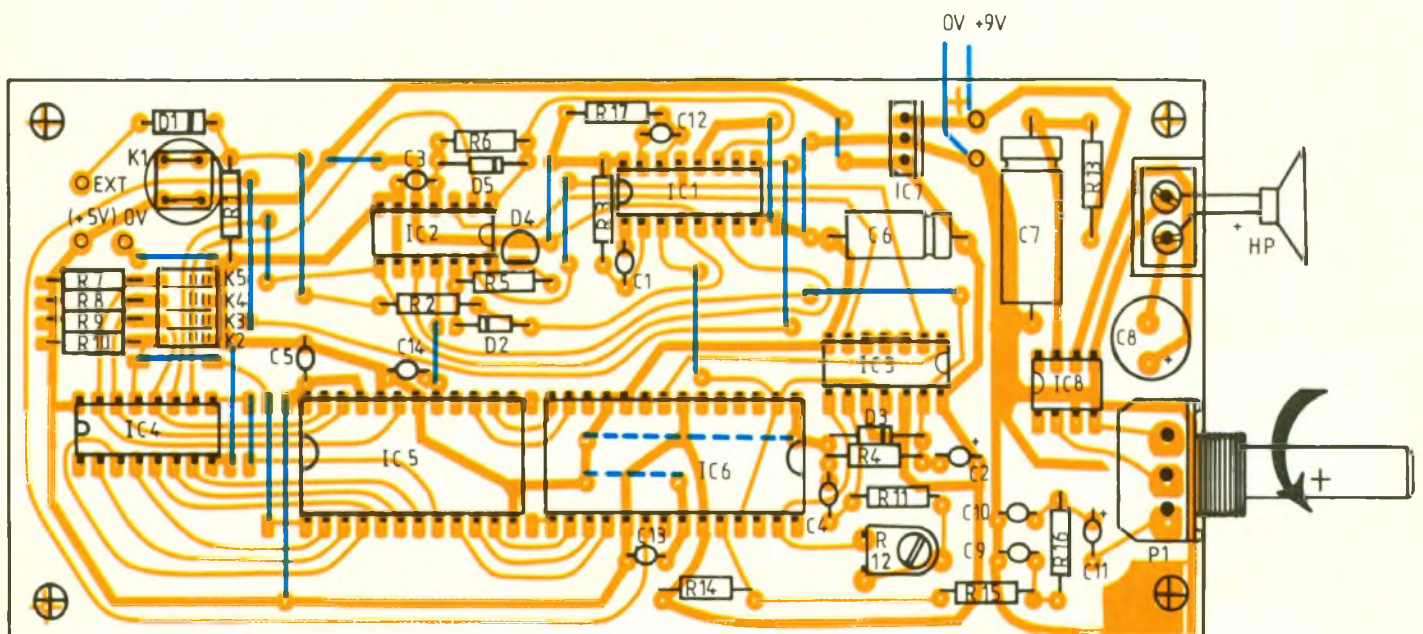 0V +9V
D1
R17
C12
K1
R6
C3
D5
EXT
R1
IC1
IC7
R13
(+5V) 0V
IC2
D4
R3
C6
C7
+ HP
R7
K5
R5
C1
R8
K4
R2
R9
K3
R10
K2
D2
C8
C5
C14
IC3
+
IC8
IC4
D3
IC5
IC6
R4
C2
+
+
R11
C4
C10
+
C13
R12
C9
R16
C11
P1
R14
R15